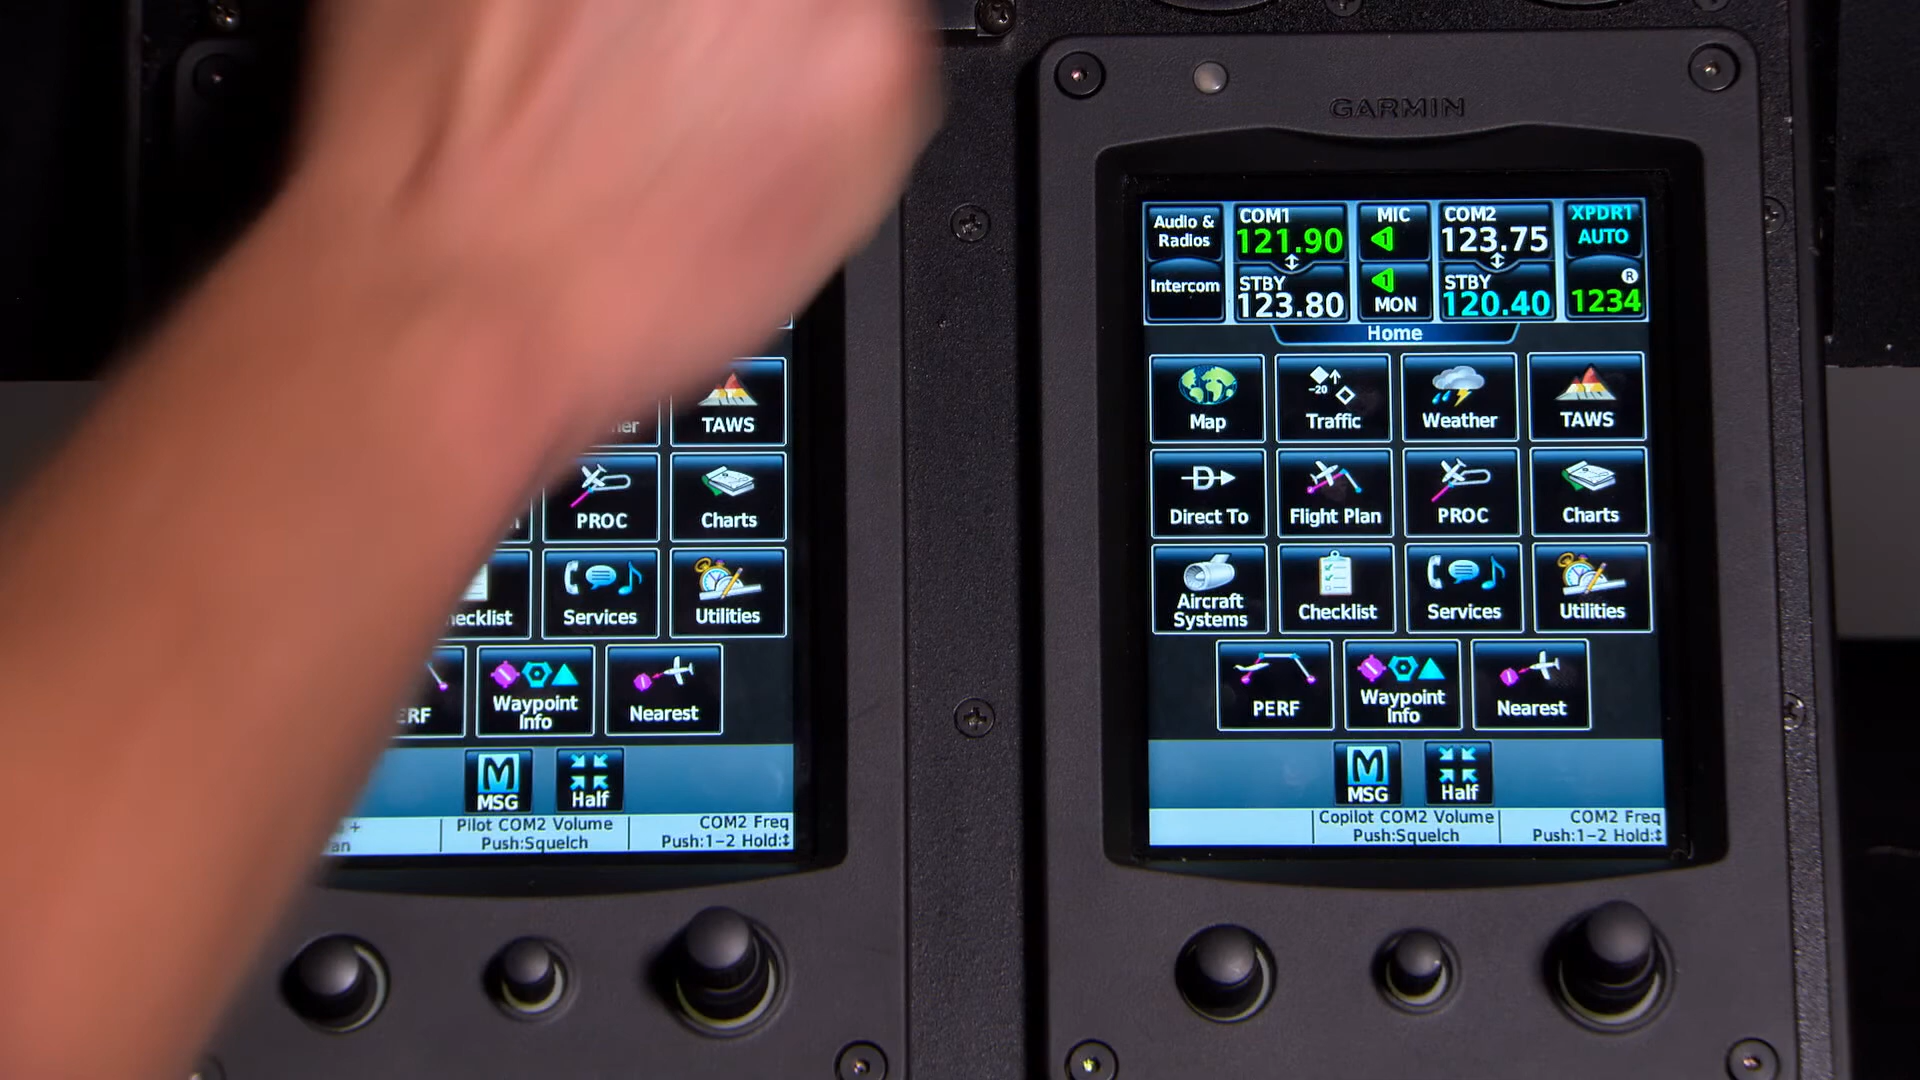 TAWS
PROC
Charts
Services
Utilities
Waypoint
Info
Nearest
MSG
Half
Pilot COM2 Volume
Push:Squelch
COM2 Freq
Push:1-2 Hold:↕
GARMIN
Audio &
Radios
Intercom
COM1
121.90
STBY
123.80
MIC
1
1
MON
COM2
123.75
STBY
120.40
XPDR1
AUTO
R
1234
Home
Map
-20
Traffic
Weather
TAWS
Direct To
Flight Plan
PROC
Charts
Aircraft
Systems
Checklist
Services
Utilities
PERF
Waypoint
Info
Nearest
MSG
Half
Copilot COM2 Volume
Push:Squelch
COM2 Freq
Push:1-2 Hold:↕